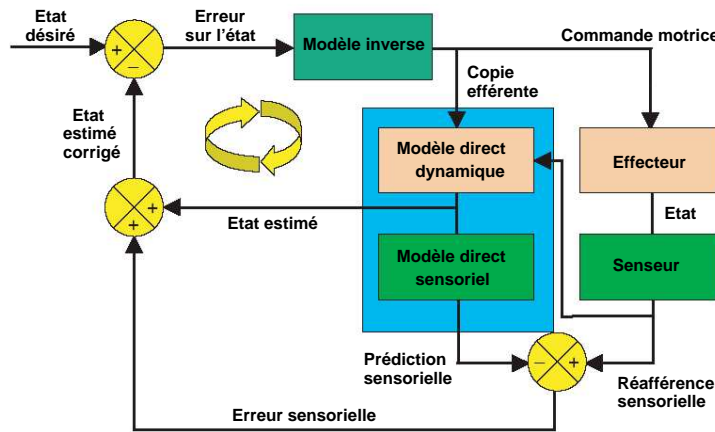 Etat
désiré
Erreur
sur l'état
Modèle inverse
Commande motrice
Copie
efférente
Etat
estimé
corrigé
Modèle direct
dynamique
Effecteur
Etat
Etat estimé
Modèle direct
sensoriel
Senseur
Prédiction
sensorielle
Réafférence
sensorielle
Erreur sensorielle
+
−
+
+
−
+